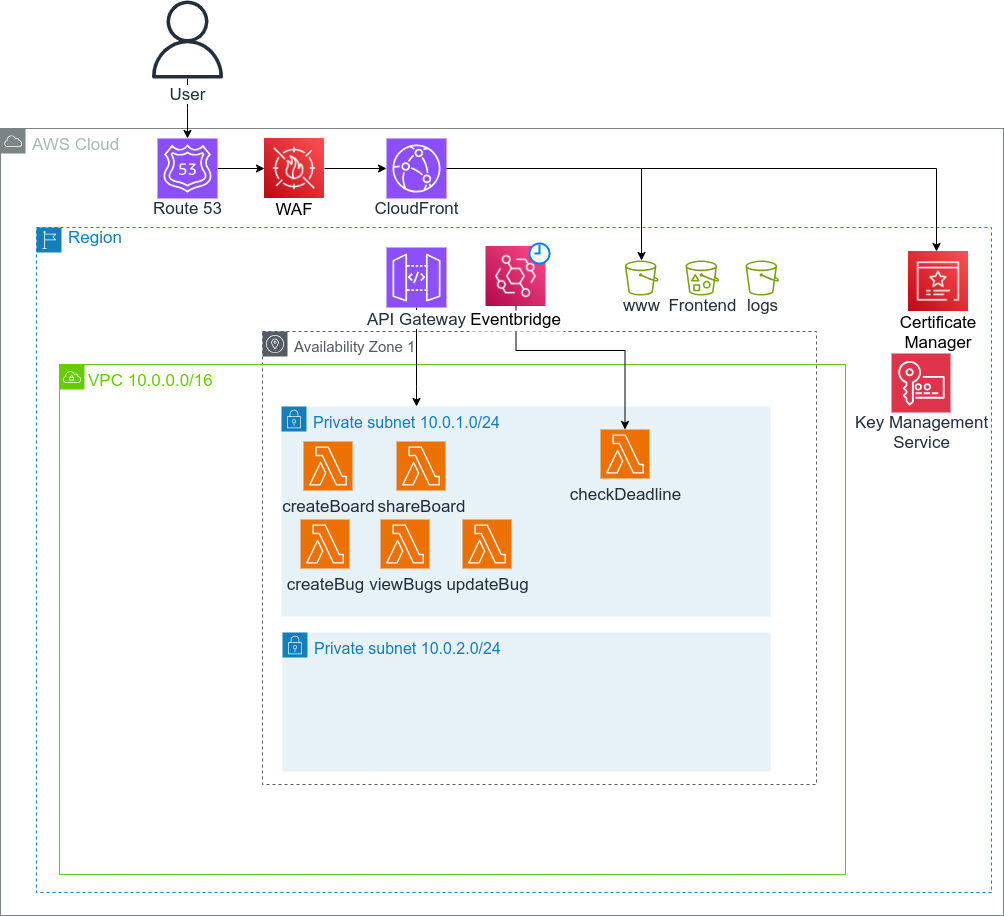 User
AWS Cloud
53
Route 53
WAF
CloudFront
Region
API Gateway
Eventbridge
www
Frontend
logs
Certificate
Manager
Key Management
Service
Availability Zone 1
VPC 10.0.0.0/16
Private subnet 10.0.1.0/24
createBoard
shareBoard
checkDeadline
createBug
viewBugs
updateBug
Private subnet 10.0.2.0/24